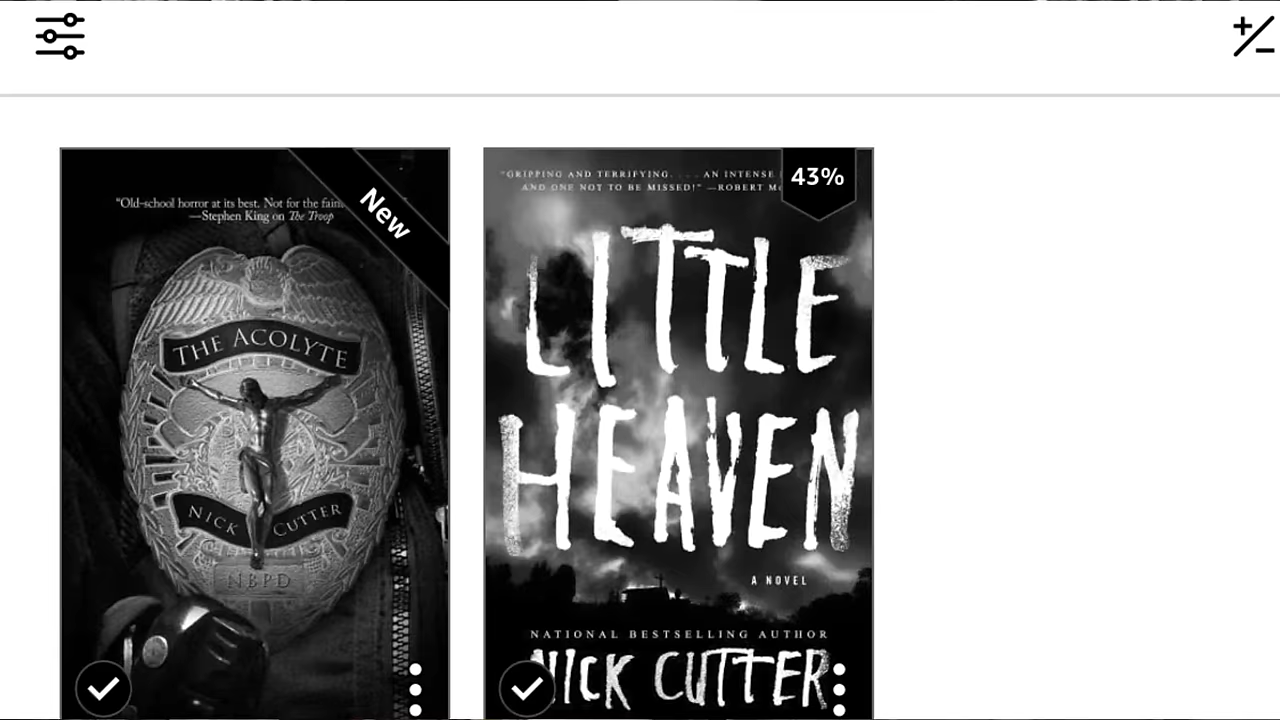 "Old-school horror at its best. Not for the
—Stephen King on The Troop
New
THE ACOLYTE
NICK CUTTER
NBPD
"GRIPPING AND TERRIFYING. . . . AN INTENSE
AND ONE NOT TO BE MISSED!" —ROBERT
43%
LITTLE
HEAVEN
A NOVEL
NATIONAL BESTSELLING AUTHOR
NICK CUTTER